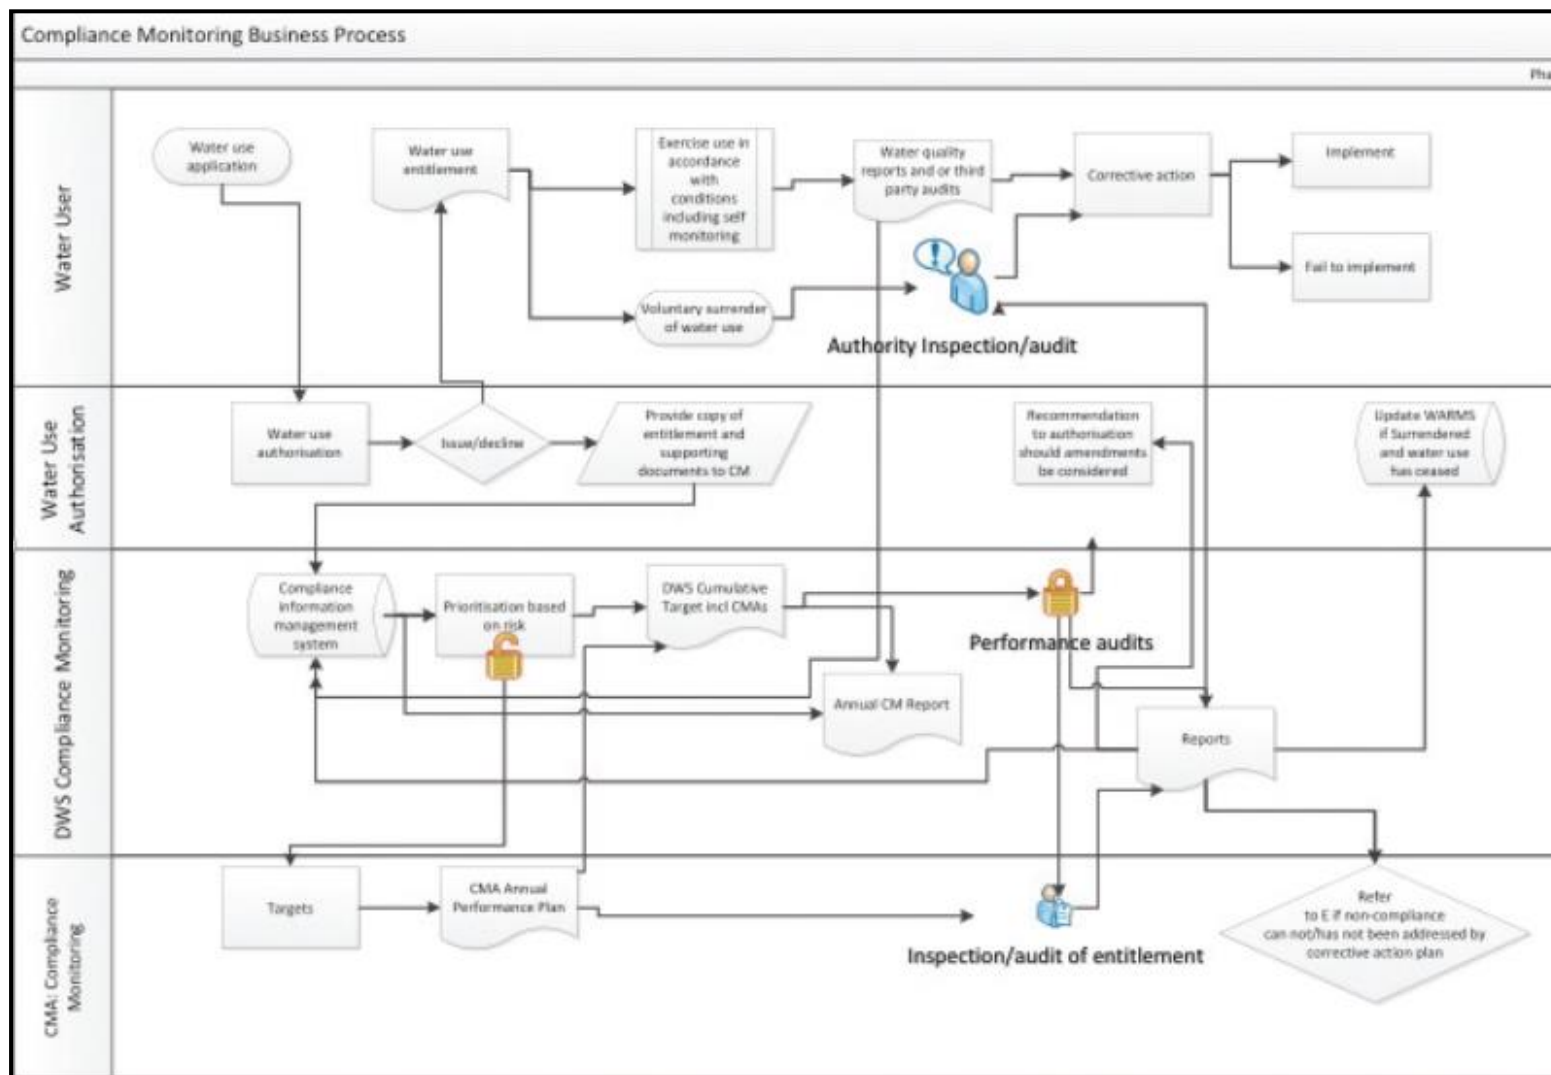 Compliance Monitoring Business Process
Pha
Water User
Water use
application
Water use
entitlement
Exercise use in
accordance
with
conditions
including self
monitoring
Water quality
reports and or third
party audits
Corrective action
Implement
Fail to implement
Voluntary surrender
of water use
Authority Inspection/audit
Water Use
Authorisation
Water use
authorisation
Issue/decline
Provide copy of
entitlement and
supporting
documents to CM
Recommendation
to authorisation
should amendments
be considered
Update WARMS
if Surrendered
and water use
has ceased
DWS Compliance Monitoring
Compliance
information
management
system
Prioritisation based
on risk
DWS Cumulative
Target incl CMAs
Performance audits
Annual CM Report
Reports
CMA: Compliance
Monitoring
Targets
CMA Annual
Performance Plan
Inspection/audit of entitlement
Refer
to E if non-compliance
can not/has not been addressed by
corrective action plan